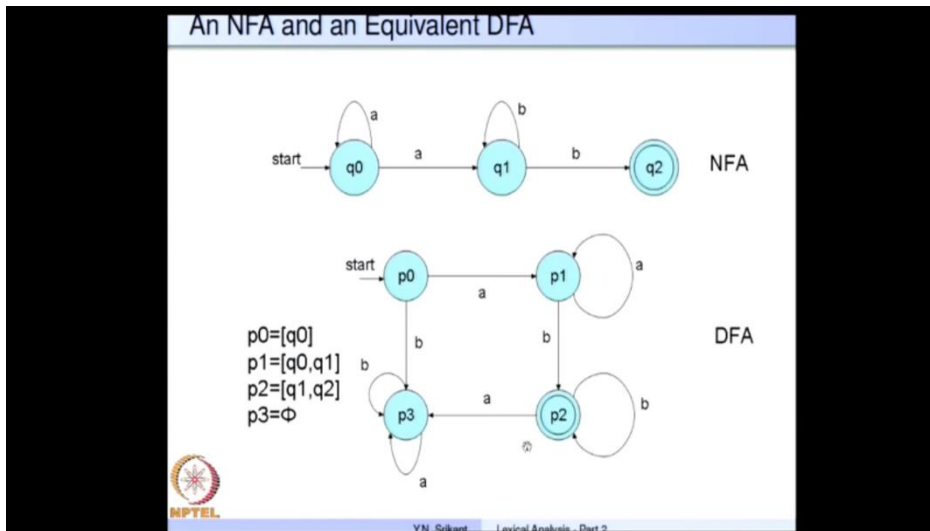 An NFA and an Equivalent DFA
a
b
start
q0
a
q1
b
q2
NFA
start
p0
a
p1
a
b
b
DFA
p0=[q0]
p1=[q0,q1]
p2=[q1,q2]
p3=Φ
b
p3
a
p2
b
a
NPTEL
Y.N. Srikant
Lexical Analysis - Part 2